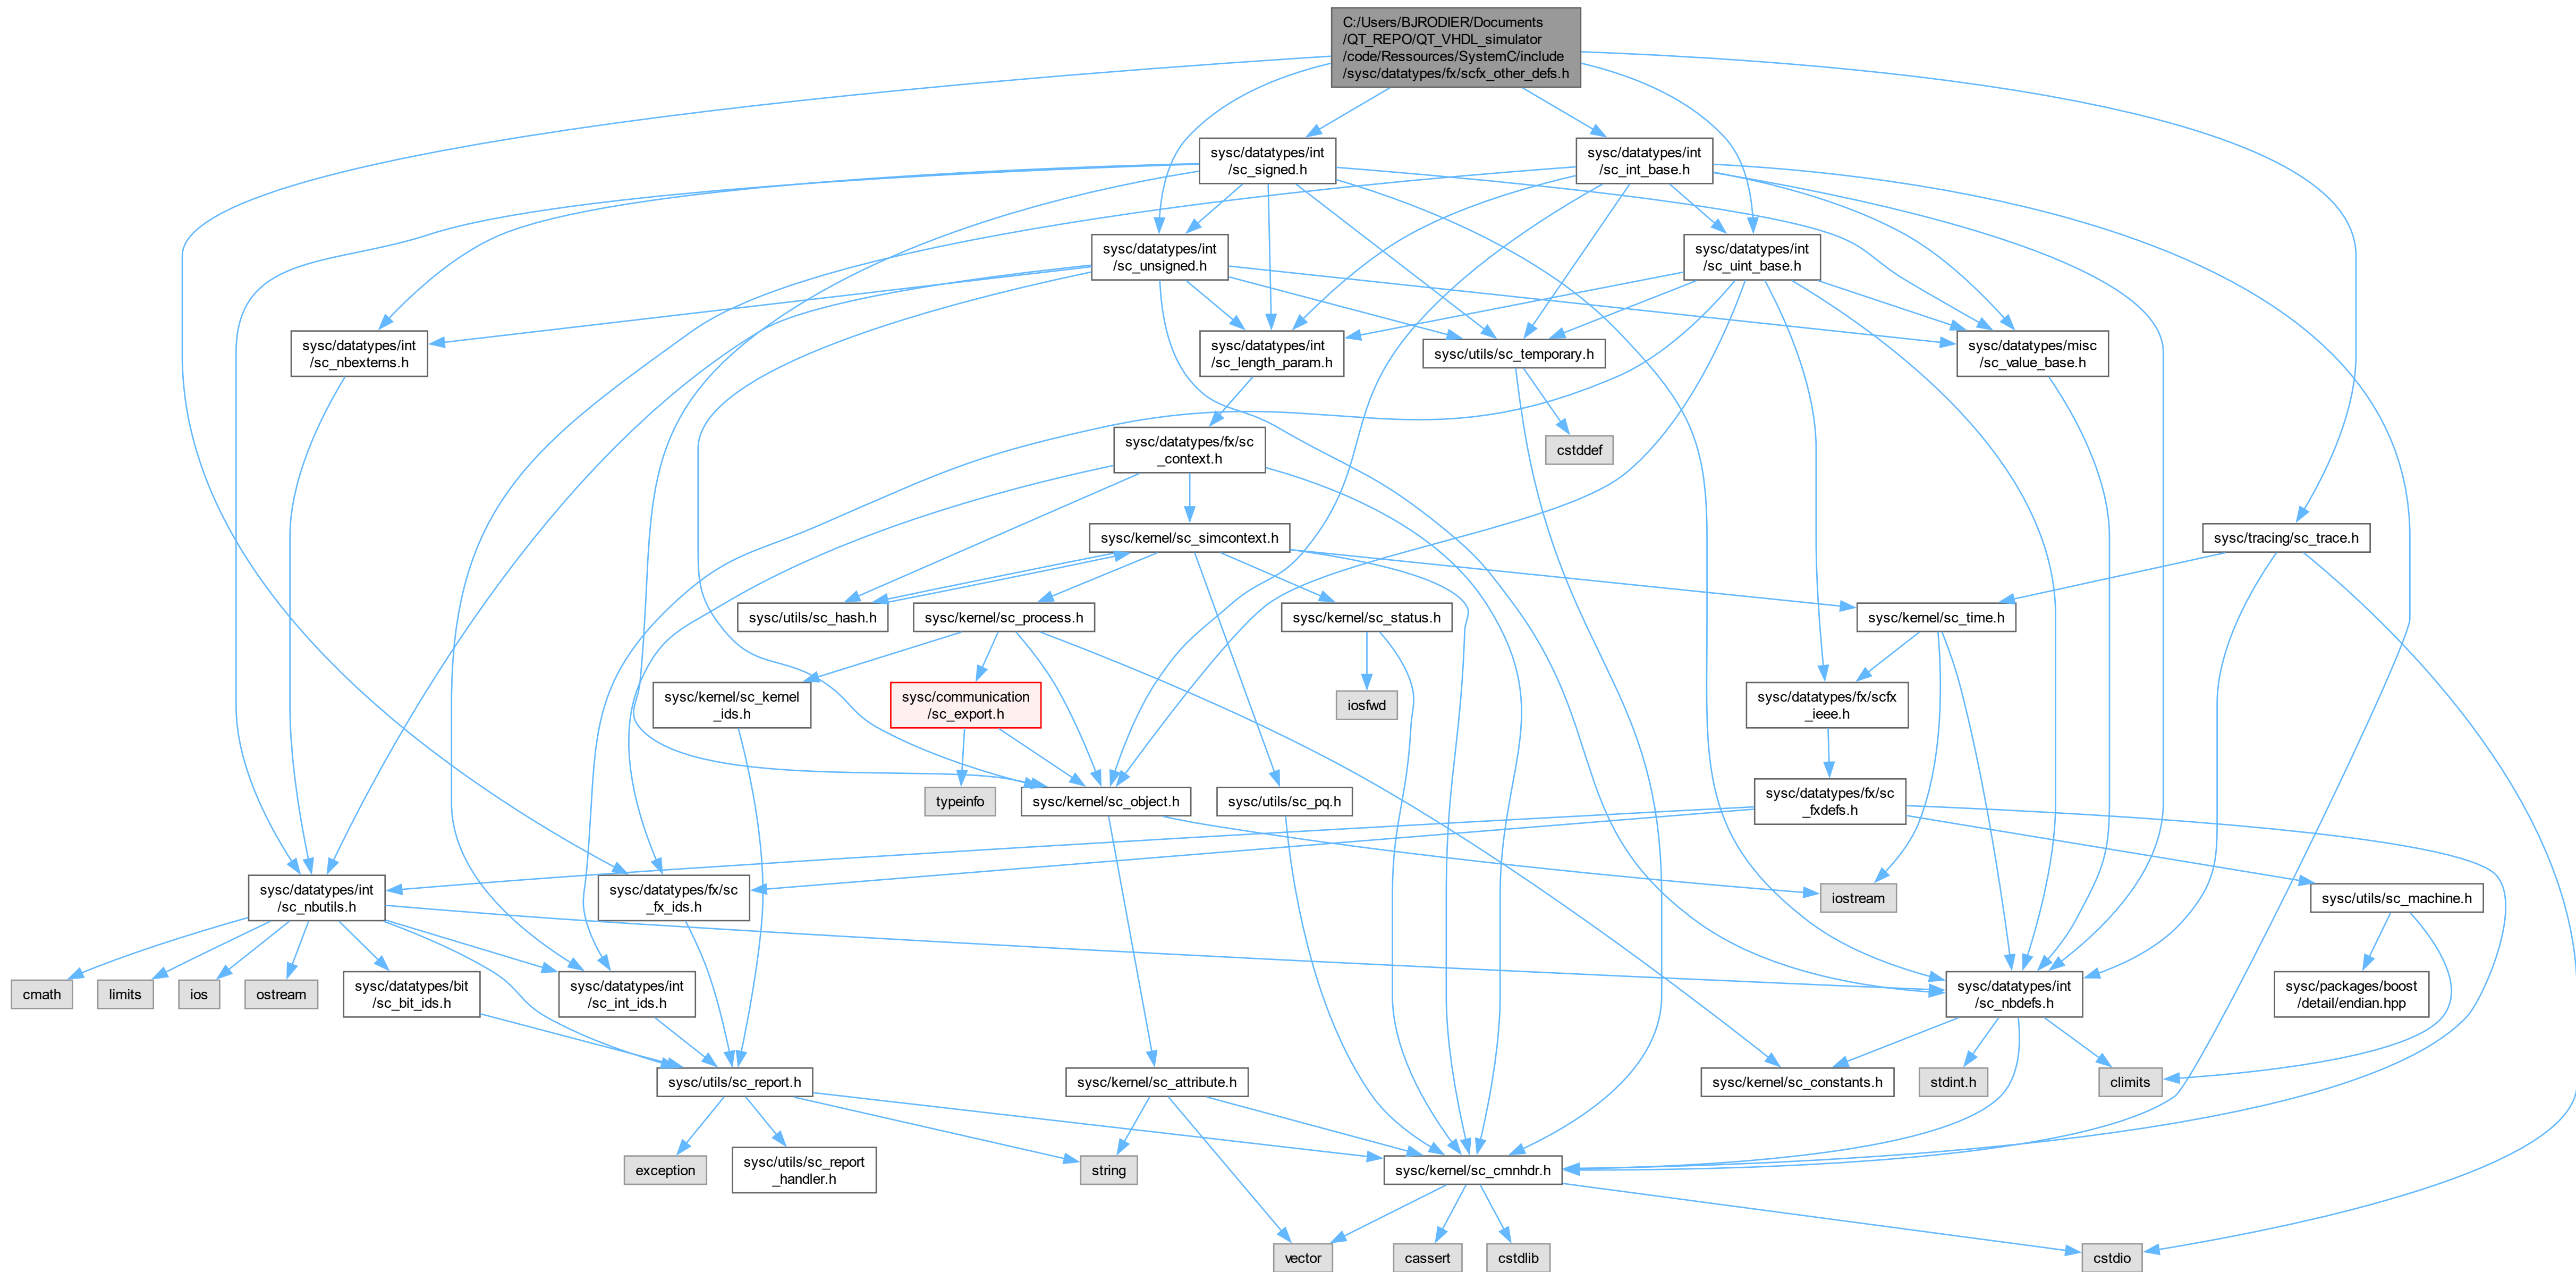 C:/Users/BJRODIER/Documents
/QT_REPO/QT_VHDL_simulator
/code/Ressources/SystemC/include
/sysc/datatypes/fx/scfx_other_defs.h
sysc/datatypes/int
/sc_signed.h
sysc/datatypes/int
/sc_int_base.h
sysc/datatypes/int
/sc_unsigned.h
sysc/datatypes/int
/sc_uint_base.h
sysc/datatypes/int
/sc_nbexterns.h
sysc/datatypes/int
/sc_length_param.h
sysc/utils/sc_temporary.h
sysc/datatypes/misc
/sc_value_base.h
sysc/datatypes/fx/sc
_context.h
cstddef
sysc/kernel/sc_simcontext.h
sysc/tracing/sc_trace.h
sysc/utils/sc_hash.h
sysc/kernel/sc_process.h
sysc/kernel/sc_status.h
sysc/kernel/sc_time.h
sysc/kernel/sc_kernel
_ids.h
sysc/communication
/sc_export.h
iosfwd
sysc/datatypes/fx/scfx
_ieee.h
typeinfo
sysc/kernel/sc_object.h
sysc/utils/sc_pq.h
sysc/datatypes/fx/sc
_fxdefs.h
sysc/datatypes/int
/sc_nbutils.h
sysc/datatypes/fx/sc
_fx_ids.h
iostream
sysc/utils/sc_machine.h
cmath
limits
ios
ostream
sysc/datatypes/bit
/sc_bit_ids.h
sysc/datatypes/int
/sc_int_ids.h
sysc/datatypes/int
/sc_nbdefs.h
sysc/packages/boost
/detail/endian.hpp
sysc/utils/sc_report.h
sysc/kernel/sc_attribute.h
sysc/kernel/sc_constants.h
stdint.h
climits
exception
sysc/utils/sc_report
_handler.h
string
sysc/kernel/sc_cmnhdr.h
vector
cassert
cstdlib
cstdio